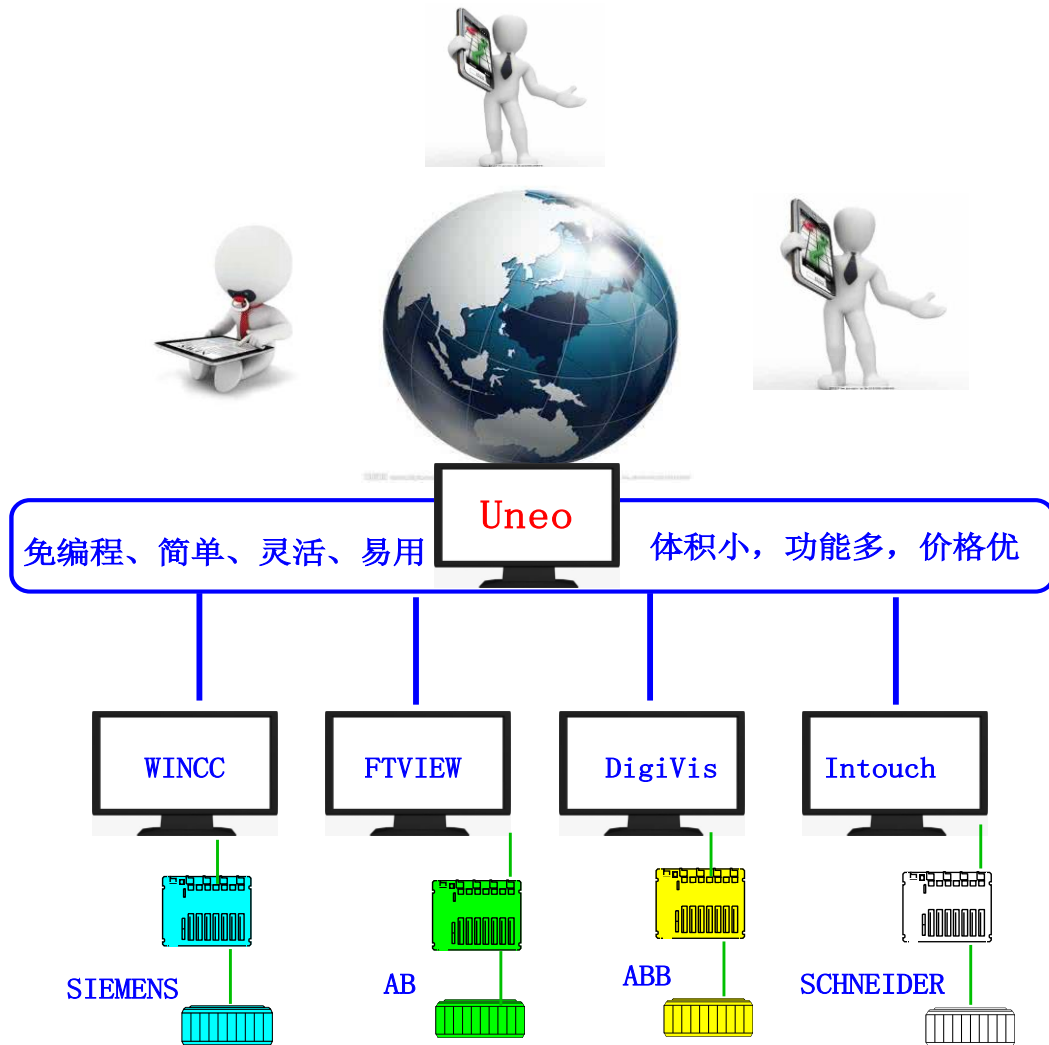 Uneo
免编程、简单、灵活、易用
体积小，功能多，价格优
WINCC
FTVIEW
DigiVis
Intouch
SIEMENS
AB
ABB
SCHNEIDER